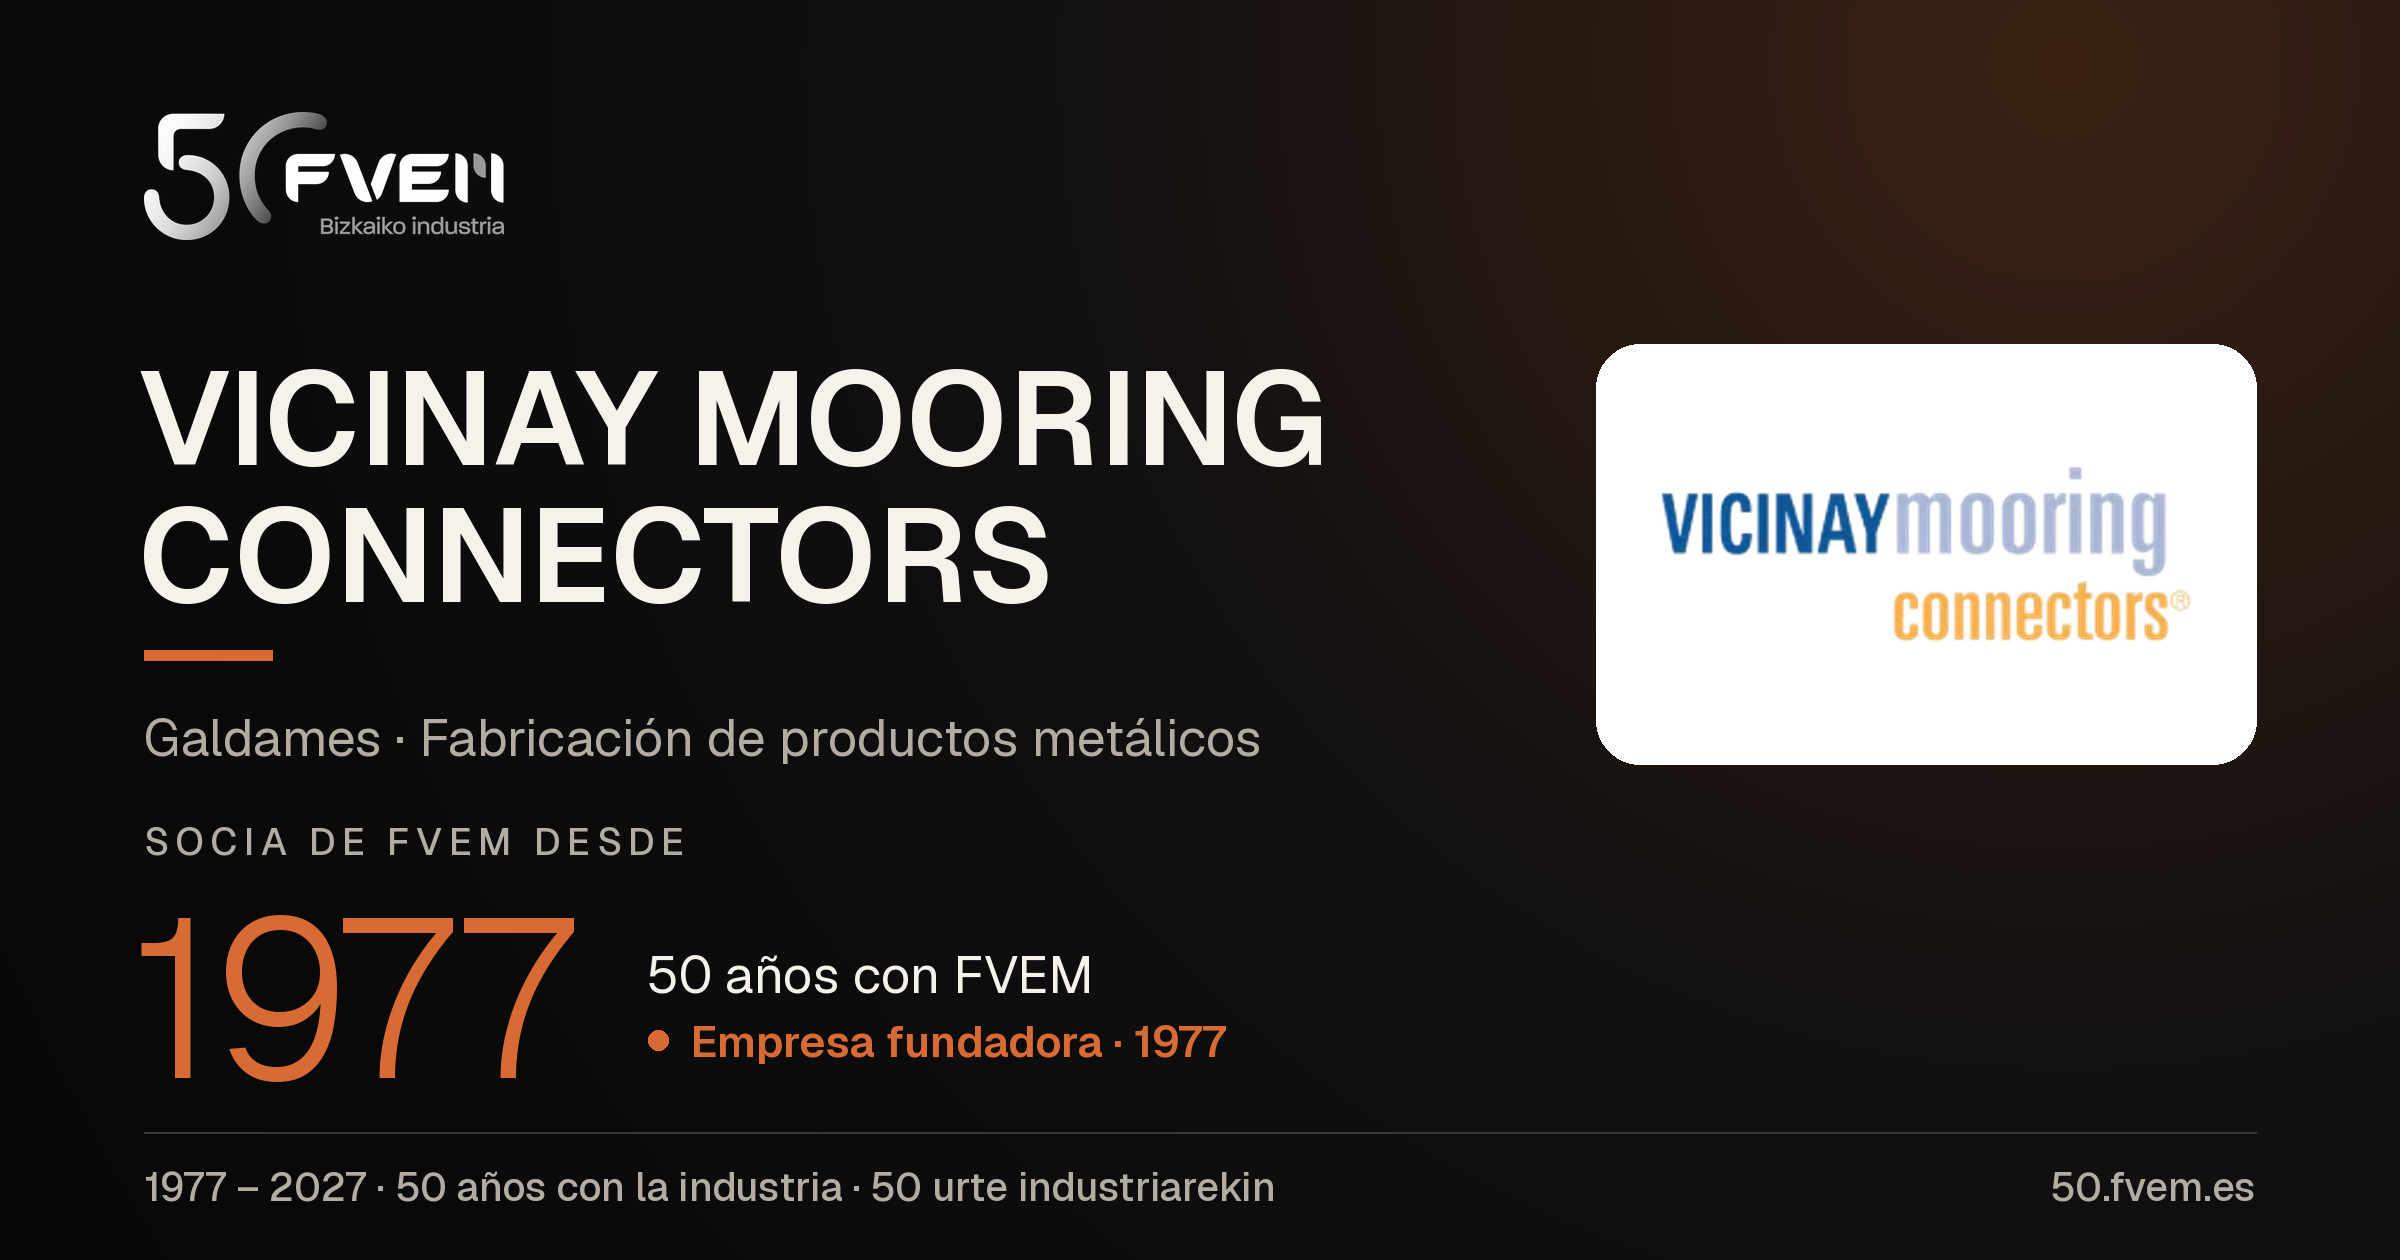 50 FVEM
Bizkaiko industria
VICINAY MOORING
CONNECTORS
VICINAYmooring
connectors®
Galdames · Fabricación de productos metálicos
SOCIA DE FVEM DESDE
1977
50 años con FVEM
Empresa fundadora · 1977
1977 – 2027 · 50 años con la industria · 50 urte industriarekin
50.fvem.es